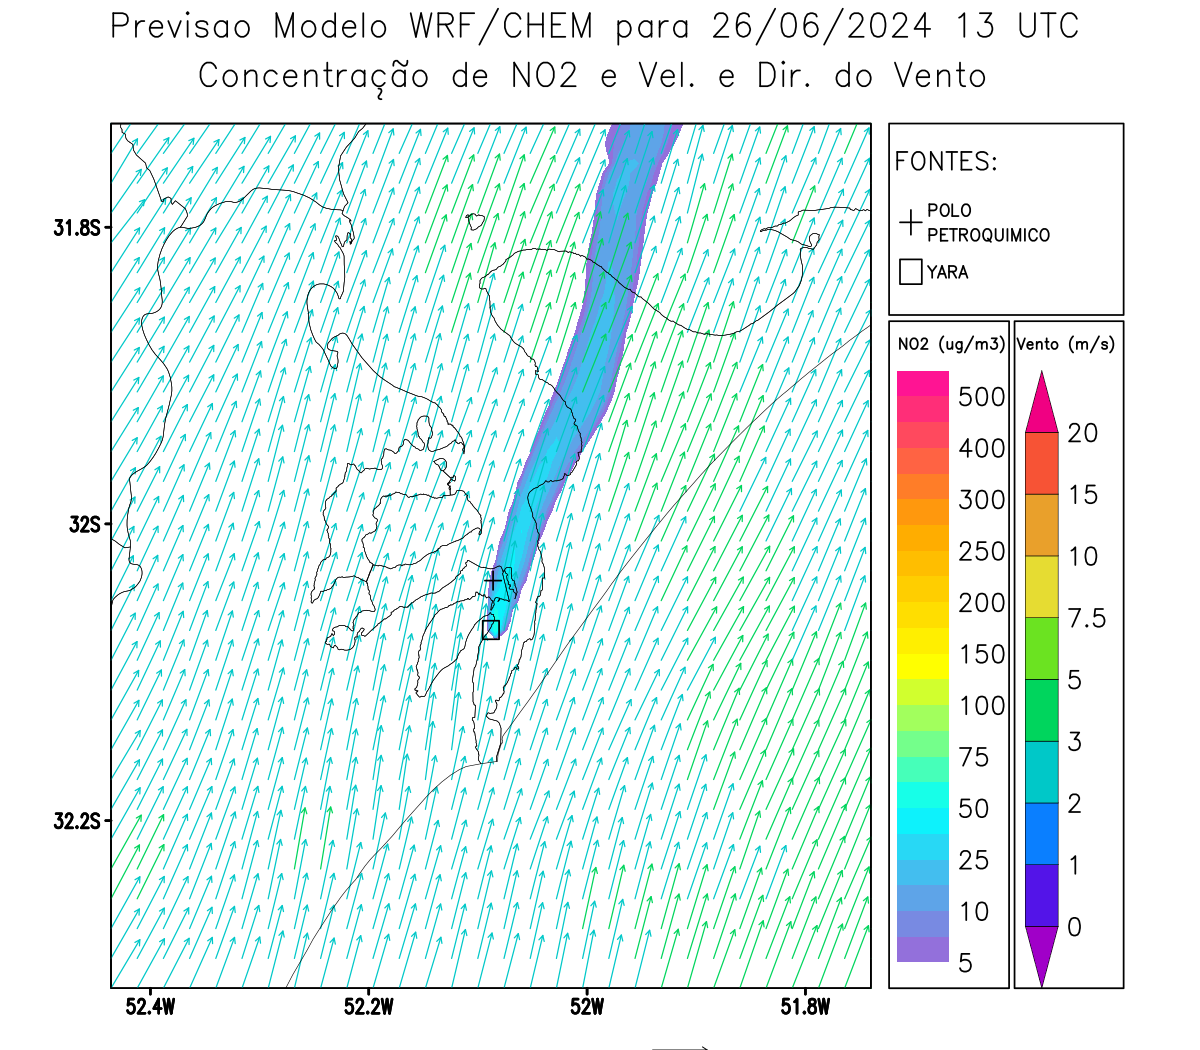 Previsao Modelo WRF/CHEM para 26/06/2024 13 UTC
Concentração de NO2 e Vel. e Dir. do Vento
FONTES:
POLO
PETROQUIMICO
YARA
NO2 (ug/m3)
500
400
300
250
200
150
100
75
50
25
10
5
Vento (m/s)
20
15
10
7.5
5
3
2
1
0
31.8S
32S
32.2S
52.4W
52.2W
52W
51.8W